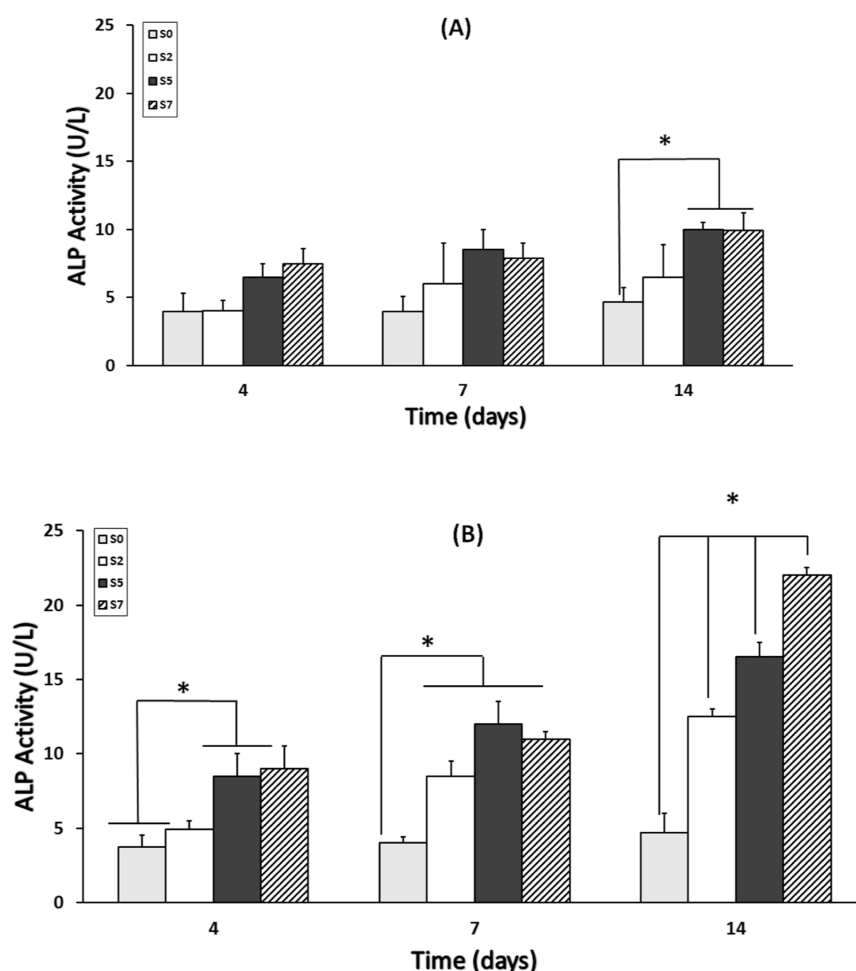 (A)
S0
S2
S5
S7
25
20
15
10
5
0
ALP Activity (U/L)
*
4 7 14
Time (days)
(B)
S0
S2
S5
S7
25
20
15
10
5
0
ALP Activity (U/L)
* * *
4 7 14
Time (days)